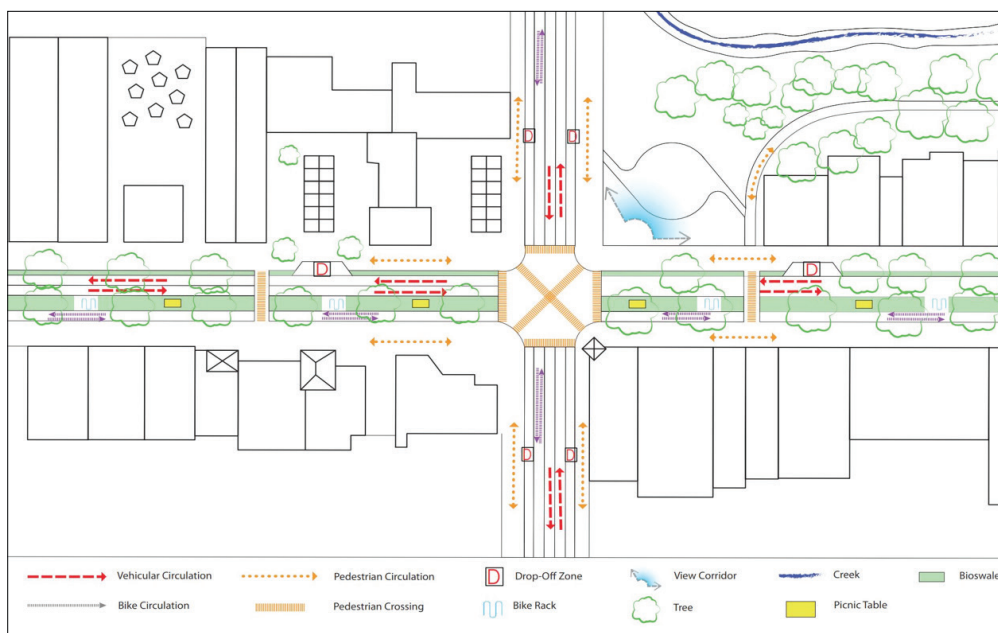 D D
D D
D D
Vehicular Circulation
Pedestrian Circulation
D Drop-Off Zone
View Corridor
Creek
Bioswale
Bike Circulation
Pedestrian Crossing
Bike Rack
Tree
Picnic Table